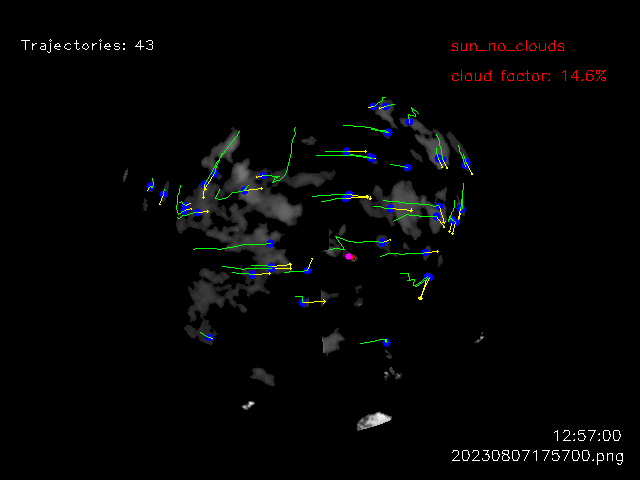 Trajectories: 43
sun_no_clouds
cloud factor: 14.6%
12:57:00
20230807175700.png